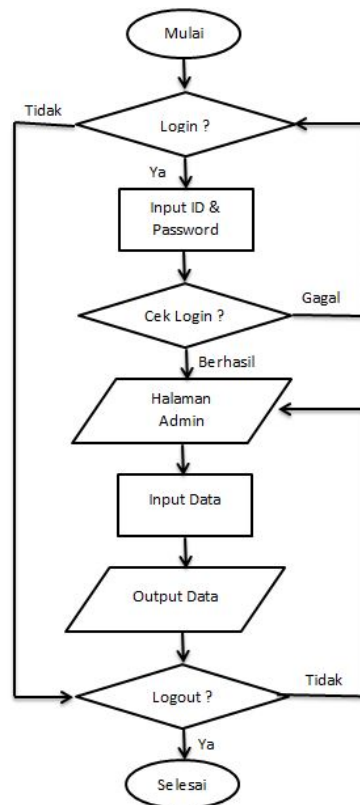 Mulai
Tidak
Login ?
Ya
Input ID &
Password
Gagal
Cek Login ?
Berhasil
Halaman
Admin
Input Data
Output Data
Tidak
Logout ?
Ya
Selesai